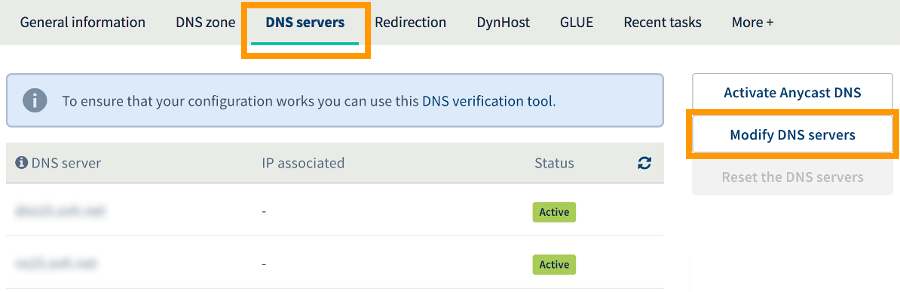 General information DNS zone DNS servers Redirection DynHost GLUE Recent tasks More +
To ensure that your configuration works you can use this DNS verification tool.
Activate Anycast DNS
Modify DNS servers
Reset the DNS servers
DNS server IP associated Status
- Active
- Active